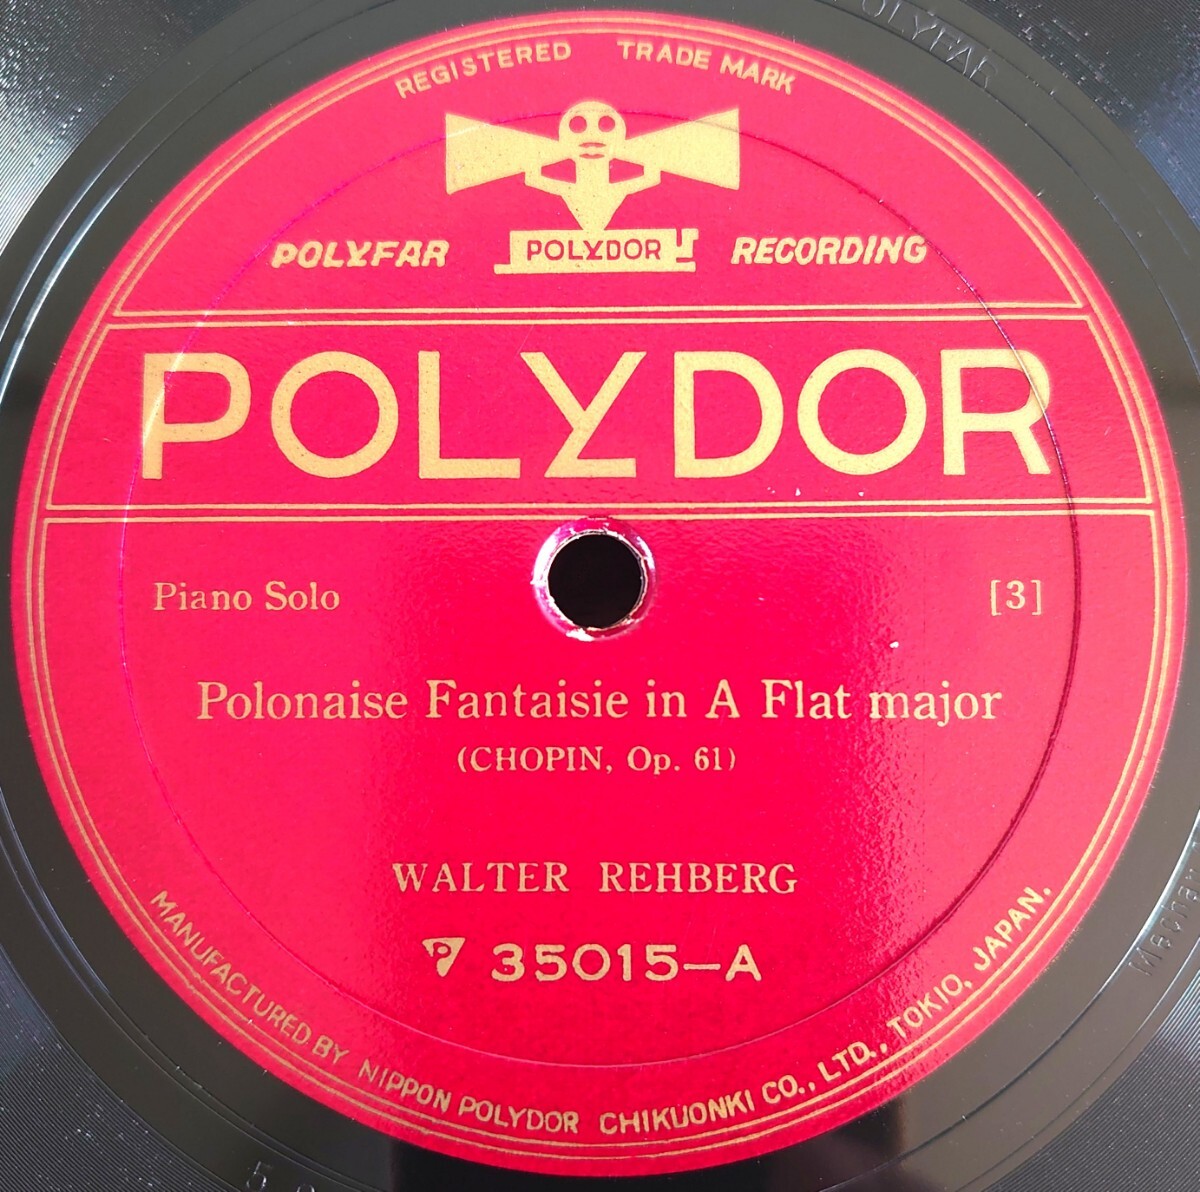 POLYFAR
REGISTERED TRADE MARK
POLYFAR POLYDOR RECORDING
POLYDOR
Piano Solo [3]
Polonaise Fantaisie in A Flat major
(CHOPIN, Op. 61)
WALTER REHBERG
P 35015-A
MANUFACTURED BY NIPPON POLYDOR CHIKUONKI CO., LTD., TOKIO, JAPAN.